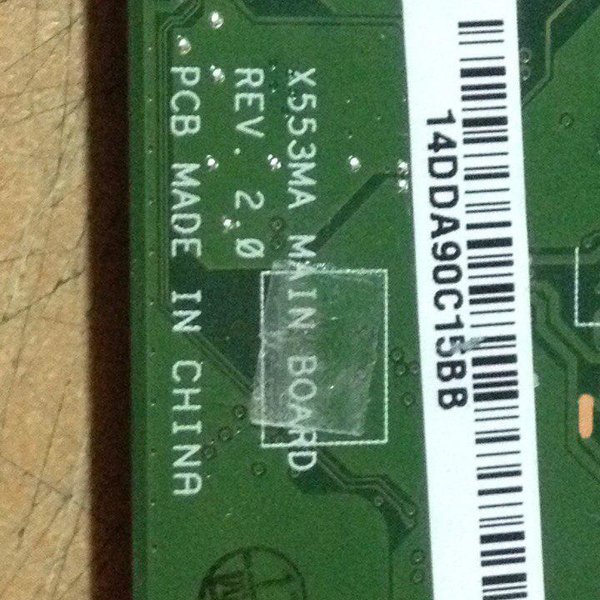 X553MA MAIN BOARD
REV. 2.0
PCB MADE IN CHINA
14DDA90C15BB